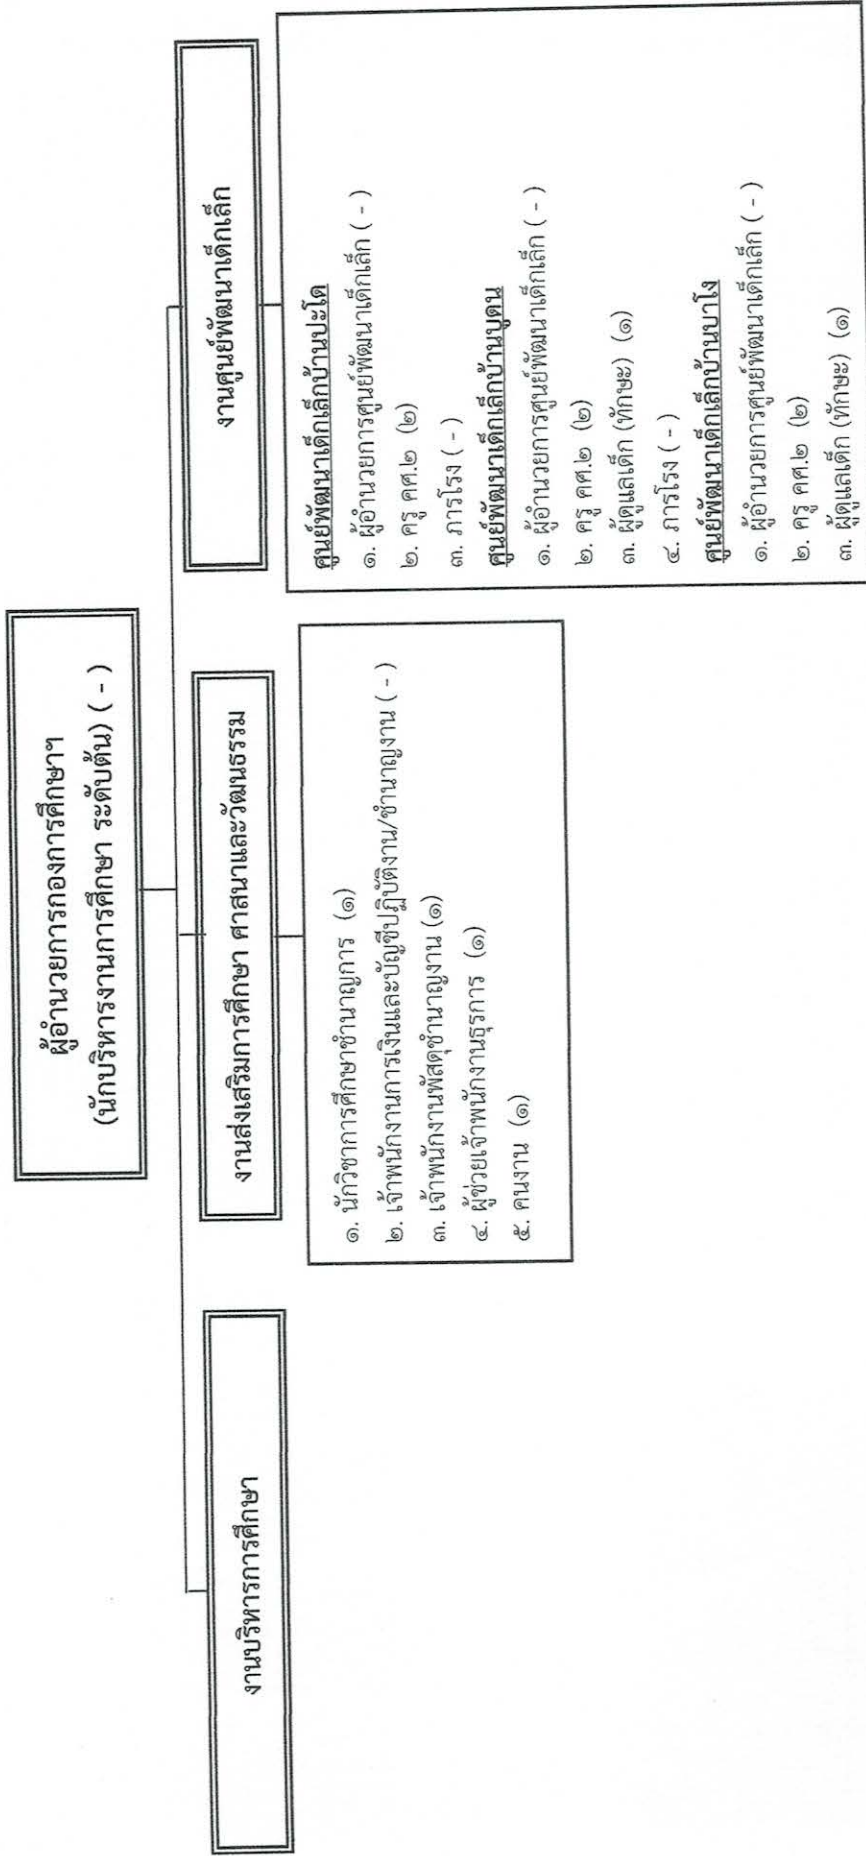 ผู้อำนวยการกองการศึกษาฯ
(นักบริหารงานการศึกษา ระดับต้น) ( - )
งานบริหารการศึกษา
งานส่งเสริมการศึกษา ศาสนาและวัฒนธรรม
๑. นักวิชาการศึกษาชำนาญการ (๑)
๒. เจ้าพนักงานการเงินและบัญชีปฏิบัติงาน/ชำนาญงาน ( - )
๓. เจ้าพนักงานพัสดุชำนาญงาน (๑)
๔. ผู้ช่วยเจ้าพนักงานธุรการ (๑)
๕. คนงาน (๑)
งานศูนย์พัฒนาเด็กเล็ก
ศูนย์พัฒนาเด็กเล็กบ้านปะโด
๑. ผู้อำนวยการศูนย์พัฒนาเด็กเล็ก ( - )
๒. ครู คศ.๒ (๒)
๓. ภารโรง ( - )
ศูนย์พัฒนาเด็กเล็กบ้านบูดน
๑. ผู้อำนวยการศูนย์พัฒนาเด็กเล็ก ( - )
๒. ครู คศ.๒ (๒)
๓. ผู้ดูแลเด็ก (ทักษะ) (๑)
๔. ภารโรง ( - )
ศูนย์พัฒนาเด็กเล็กบ้านบาโง
๑. ผู้อำนวยการศูนย์พัฒนาเด็กเล็ก ( - )
๒. ครู คศ.๒ (๒)
๓. ผู้ดูแลเด็ก (ทักษะ) (๑)